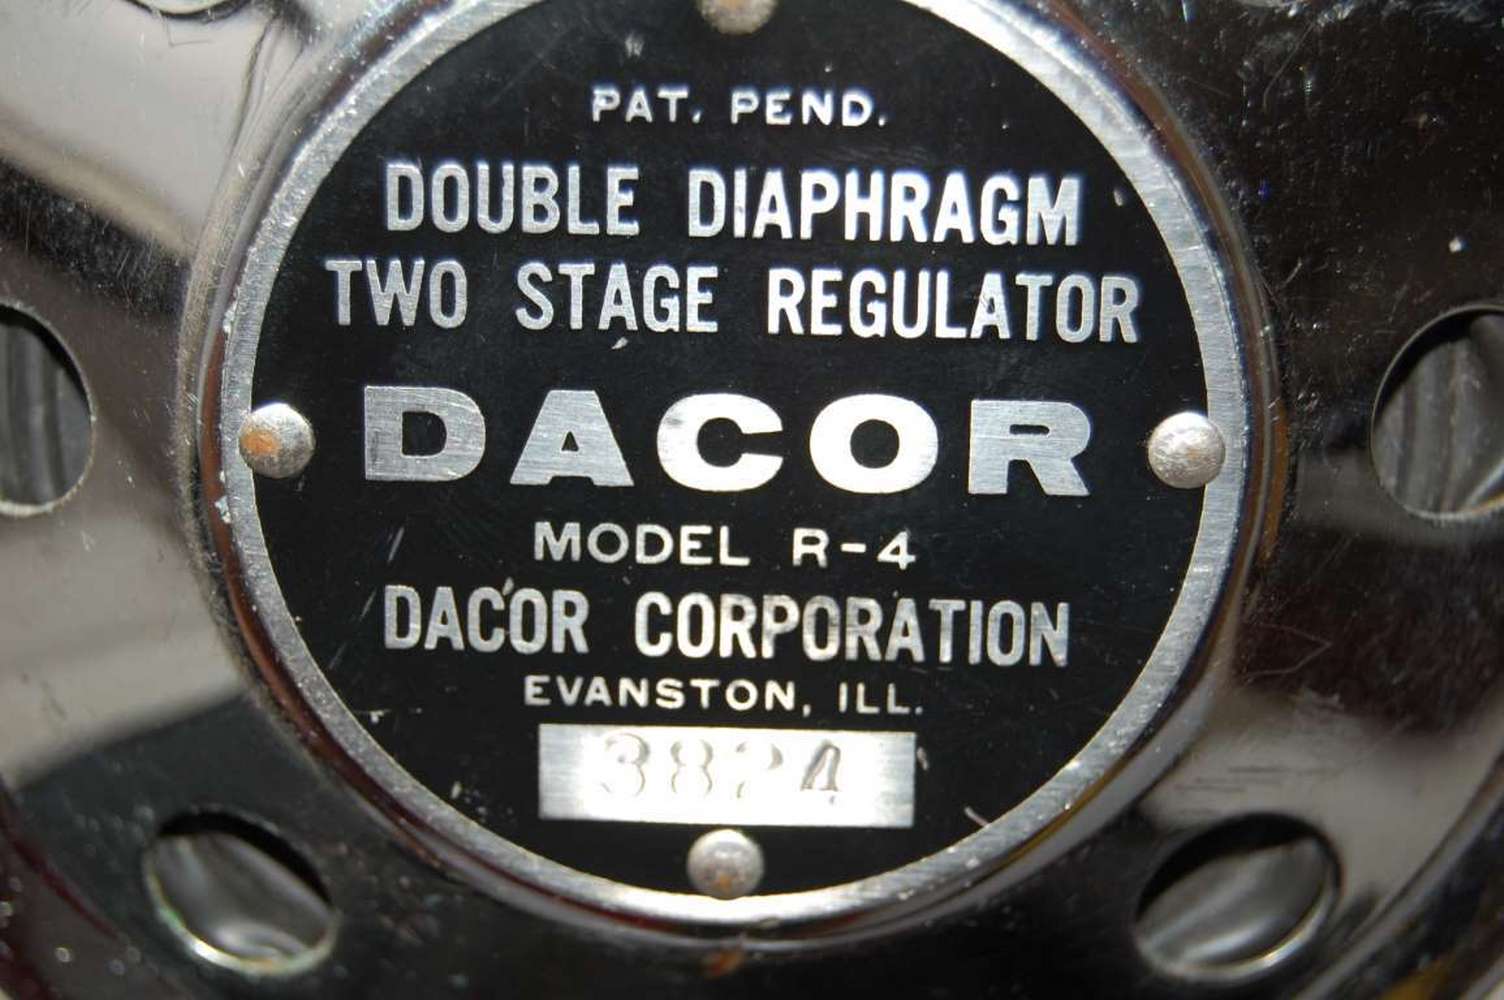 PAT. PEND.
DOUBLE DIAPHRAGM
TWO STAGE REGULATOR
DACOR
MODEL R-4
DACOR CORPORATION
EVANSTON, ILL.
3824